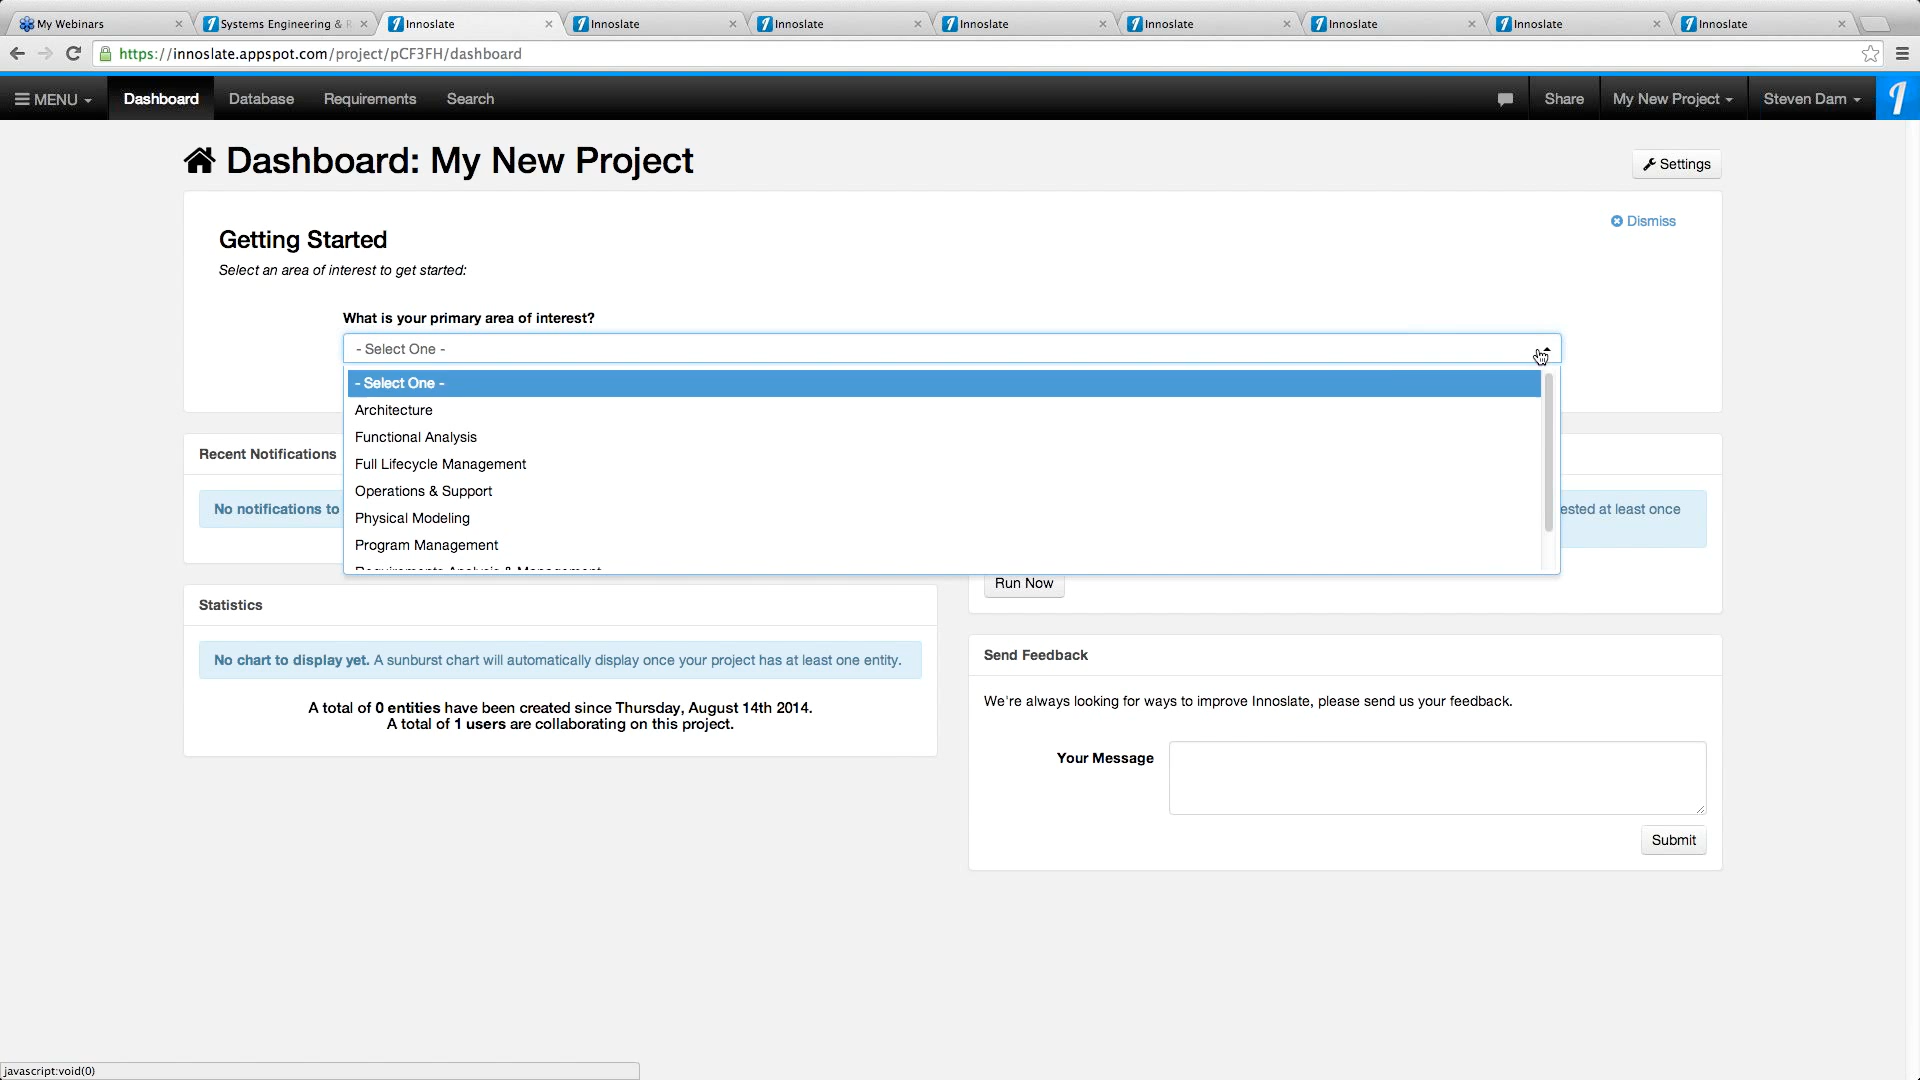 My Webinars
Systems Engineering & R
Innoslate
Innoslate
Innoslate
Innoslate
Innoslate
Innoslate
Innoslate
Innoslate
https://innoslate.appspot.com/project/pCF3FH/dashboard
MENU
Dashboard
Database
Requirements
Search
Share
My New Project
Steven Dam
Dashboard: My New Project
Settings
Dismiss
Getting Started
Select an area of interest to get started:
What is your primary area of interest?
- Select One -
- Select One -
Architecture
Functional Analysis
Full Lifecycle Management
Operations & Support
Physical Modeling
Program Management
Requirements Analysis & Management
Recent Notifications
No notifications to
ested at least once
Run Now
Statistics
No chart to display yet. A sunburst chart will automatically display once your project has at least one entity.
A total of 0 entities have been created since Thursday, August 14th 2014.
A total of 1 users are collaborating on this project.
Send Feedback
We're always looking for ways to improve Innoslate, please send us your feedback.
Your Message
Submit
javascript:void(0)